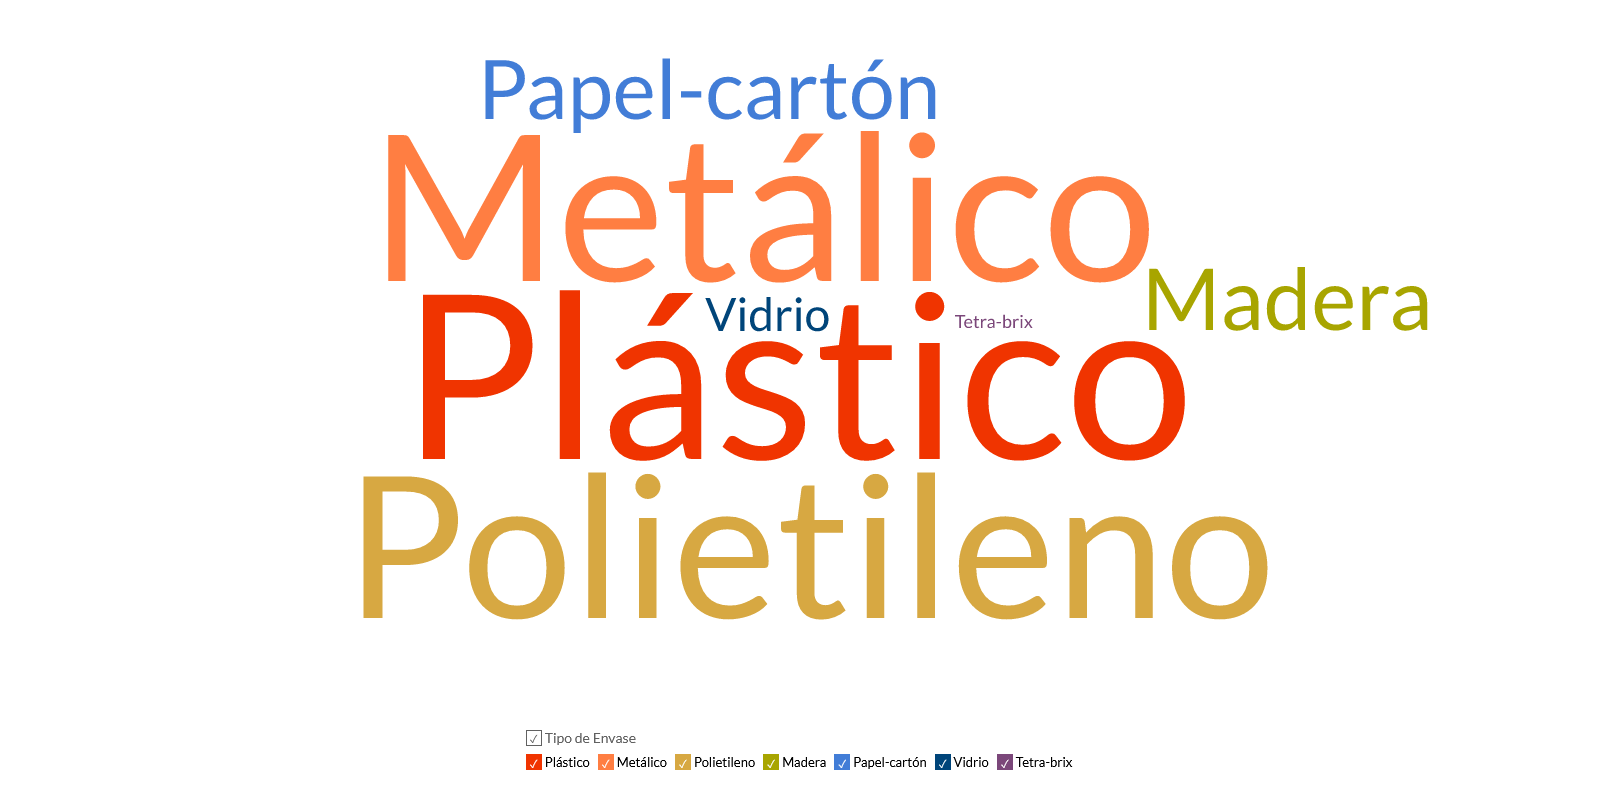 Papel-cartón
Metálico
Madera
Vidrio
Tetra-brix
Plástico
Polietileno
Tipo de Envase
Plástico Metálico Polietileno Madera Papel-cartón Vidrio Tetra-brix